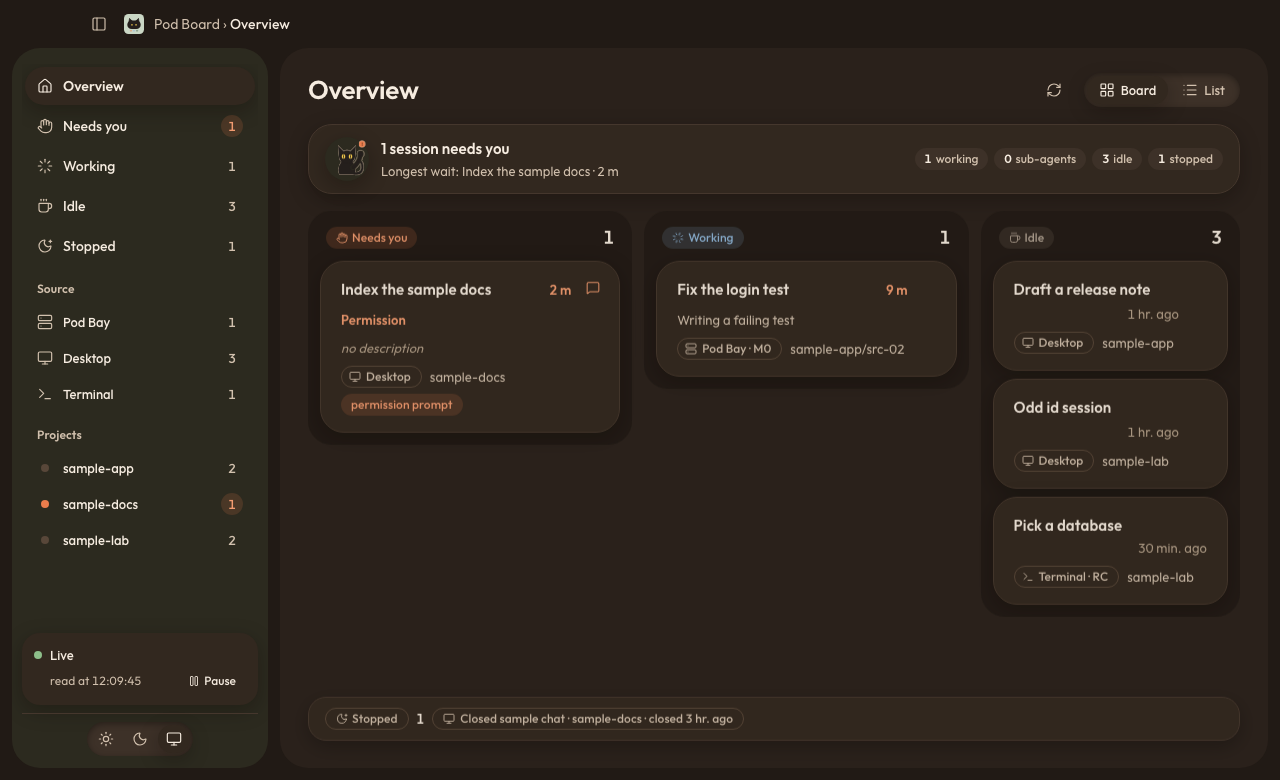 Pod Board › Overview
Overview
Needs you 1
Working 1
Idle 3
Stopped 1
Source
Pod Bay 1
Desktop 3
Terminal 1
Projects
sample-app 2
sample-docs 1
sample-lab 2
Live
read at 12:09:45 Pause
Overview
Board List
1 session needs you
Longest wait: Index the sample docs · 2 m
1 working 0 sub-agents 3 idle 1 stopped
Needs you 1
Index the sample docs 2 m
Permission
no description
Desktop sample-docs
permission prompt
Working 1
Fix the login test 9 m
Writing a failing test
Pod Bay · M0 sample-app/src-02
Idle 3
Draft a release note
1 hr. ago
Desktop sample-app
Odd id session
1 hr. ago
Desktop sample-lab
Pick a database
30 min. ago
Terminal · RC sample-lab
Stopped 1 Closed sample chat · sample-docs · closed 3 hr. ago